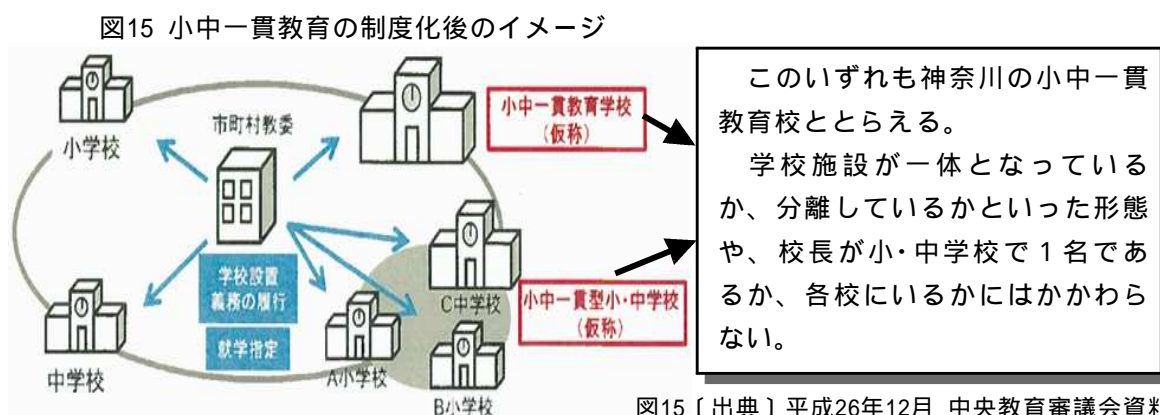 図15 小中一貫教育の制度化後のイメージ
小学校
市町村教委
小中一貫教育学校
(仮称)
学校設置
義務の履行
就学指定
中学校
A小学校
B小学校
C中学校
小中一貫型小・中学校
(仮称)
このいずれも神奈川の小中一貫
教育校ととらえる。
学校施設が一体となっている
か、分離しているかといった形態
や、校長が小・中学校で1名であ
るか、各校にいるかにはかかわら
ない。
図15〔出典〕平成26年12月 中央教育審議会資料